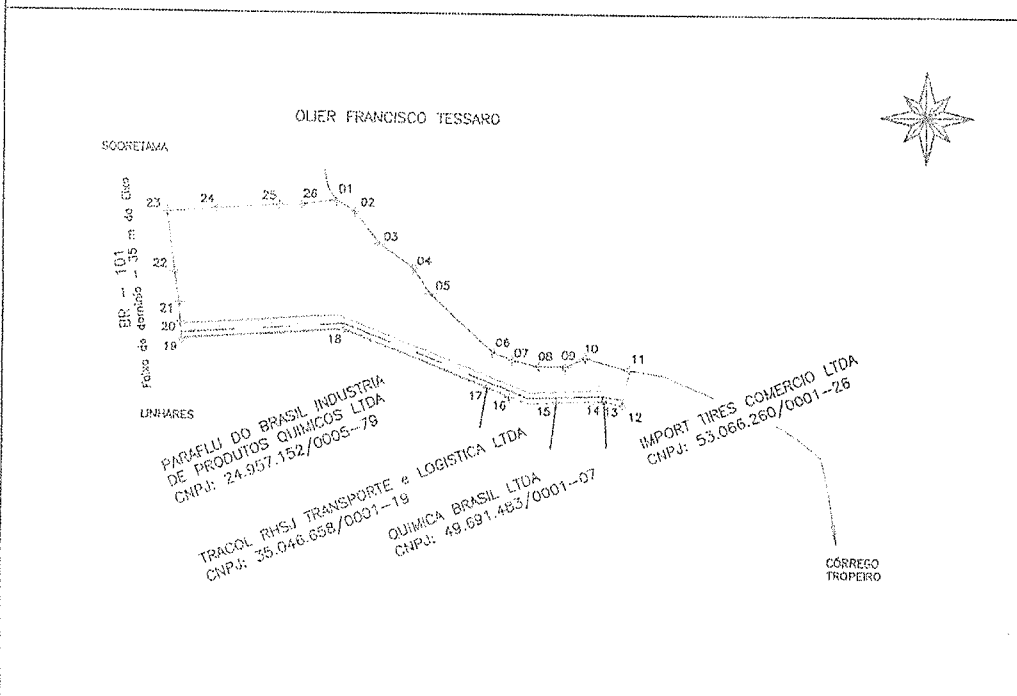 OLIER FRANCISCO TESSARO
SOORETAMA
01
26
25
24
23
02
03
04
05
22
21
20
19
18
06
07
08
09
10
11
12
13
14
15
16
17
BR - 101
Faixa de domínio - 35 m do Eixo
LINHARES
PARAFLU DO BRASIL INDUSTRIA
DE PRODUTOS QUIMICOS LTDA
CNPJ: 24.957.152/0005-79
TRACOL RHSJ TRANSPORTE e LOGISTICA LTDA
CNPJ: 35.046.658/0001-19
QUIMICA BRASIL LTDA
CNPJ: 49.691.483/0001-07
IMPORT TIRES COMERCIO LTDA
CNPJ: 53.066.260/0001-26
CÓRREGO
TROPEIRO